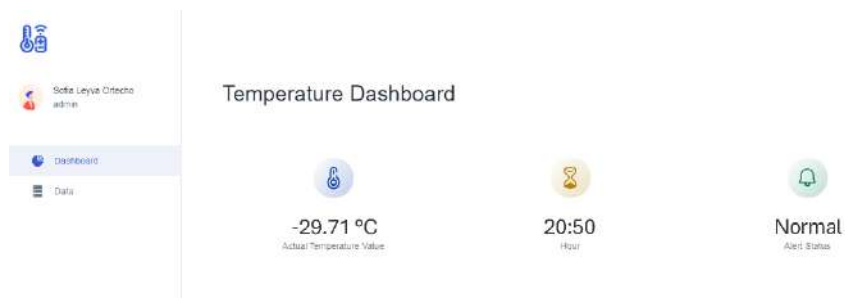 Sofia Leyva Ortecho
admin
Temperature Dashboard
Dashboard
Data
-29.71 ºC
Actual Temperature Value
20:50
Hour
Normal
Alert Status